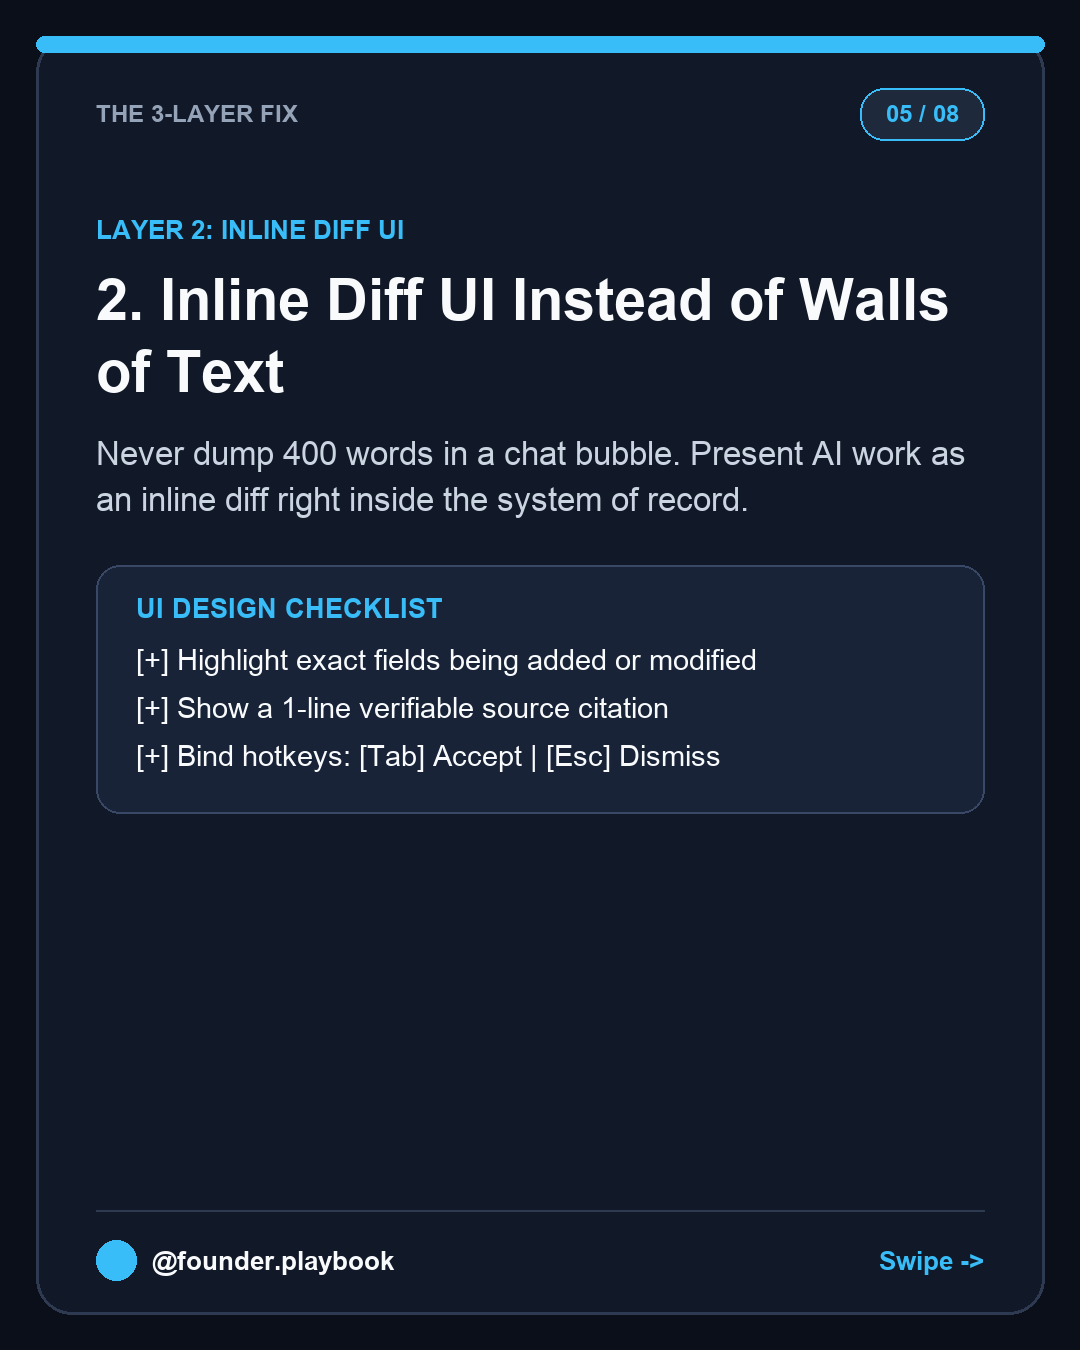 THE 3-LAYER FIX
05 / 08
LAYER 2: INLINE DIFF UI
2. Inline Diff UI Instead of Walls
of Text
Never dump 400 words in a chat bubble. Present AI work as
an inline diff right inside the system of record.
UI DESIGN CHECKLIST
[+] Highlight exact fields being added or modified
[+] Show a 1-line verifiable source citation
[+] Bind hotkeys: [Tab] Accept | [Esc] Dismiss
@founder.playbook
Swipe ->